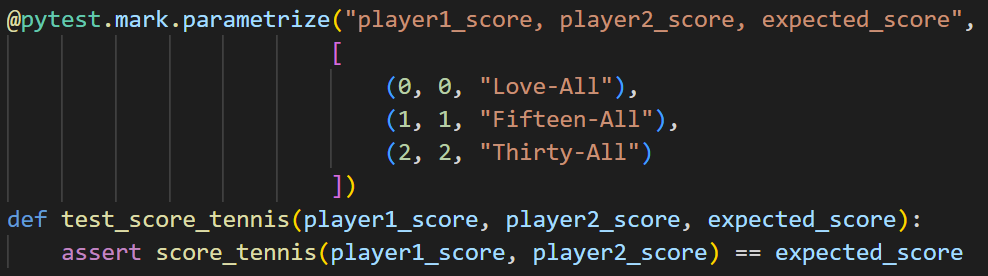 @pytest.mark.parametrize("player1_score, player2_score, expected_score",
[
(0, 0, "Love-All"),
(1, 1, "Fifteen-All"),
(2, 2, "Thirty-All")
])
def test_score_tennis(player1_score, player2_score, expected_score):
assert score_tennis(player1_score, player2_score) == expected_score